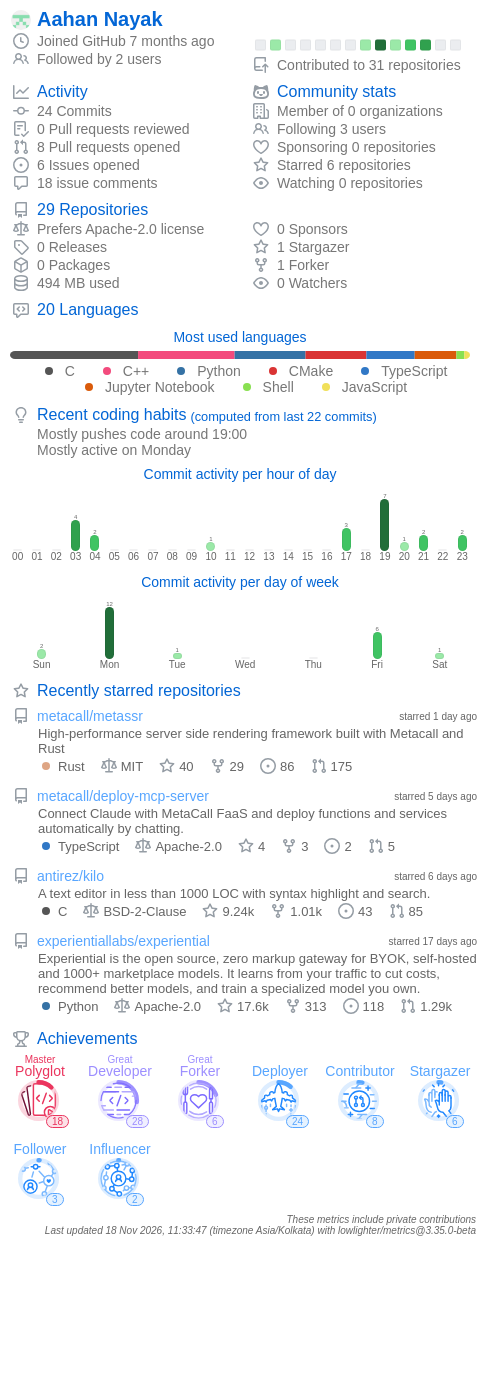 Aahan Nayak
Joined GitHub 7 months ago
Followed by 2 users
Contributed to 31 repositories
Activity
24 Commits
0 Pull requests reviewed
8 Pull requests opened
6 Issues opened
18 issue comments
Community stats
Member of 0 organizations
Following 3 users
Sponsoring 0 repositories
Starred 6 repositories
Watching 0 repositories
29 Repositories
Prefers Apache-2.0 license
0 Releases
0 Packages
494 MB used
0 Sponsors
1 Stargazer
1 Forker
0 Watchers
20 Languages
Most used languages
C C++ Python CMake TypeScript
Jupyter Notebook Shell JavaScript
Recent coding habits (computed from last 22 commits)
Mostly pushes code around 19:00
Mostly active on Monday
Commit activity per hour of day
4 2 1 3 7 1 2 2
00 01 02 03 04 05 06 07 08 09 10 11 12 13 14 15 16 17 18 19 20 21 22 23
Commit activity per day of week
2 12 1 6 1
Sun Mon Tue Wed Thu Fri Sat
Recently starred repositories
metacall/metassr starred 1 day ago
High-performance server side rendering framework built with Metacall and
Rust
Rust MIT 40 29 86 175
metacall/deploy-mcp-server starred 5 days ago
Connect Claude with MetaCall FaaS and deploy functions and services
automatically by chatting.
TypeScript Apache-2.0 4 3 2 5
antirez/kilo starred 6 days ago
A text editor in less than 1000 LOC with syntax highlight and search.
C BSD-2-Clause 9.24k 1.01k 43 85
experientiallabs/experiential starred 17 days ago
Experiential is the open source, zero markup gateway for BYOK, self-hosted
and 1000+ marketplace models. It learns from your traffic to cut costs,
recommend better models, and train a specialized model you own.
Python Apache-2.0 17.6k 313 118 1.29k
Achievements
Master Great Great
Polyglot Developer Forker Deployer Contributor Stargazer
18 28 6 24 8 6
Follower Influencer
3 2
These metrics include private contributions
Last updated 18 Nov 2026, 11:33:47 (timezone Asia/Kolkata) with lowlighter/metrics@3.35.0-beta